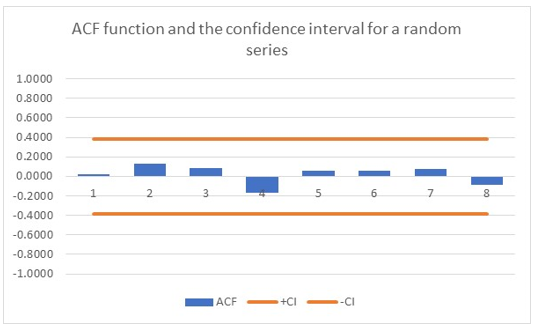 ACF function and the confidence interval for a random
series
1.0000
0.8000
0.6000
0.4000
0.2000
0.0000
-0.2000
-0.4000
-0.6000
-0.8000
-1.0000
1 2 3 4 5 6 7 8
ACF +CI -CI